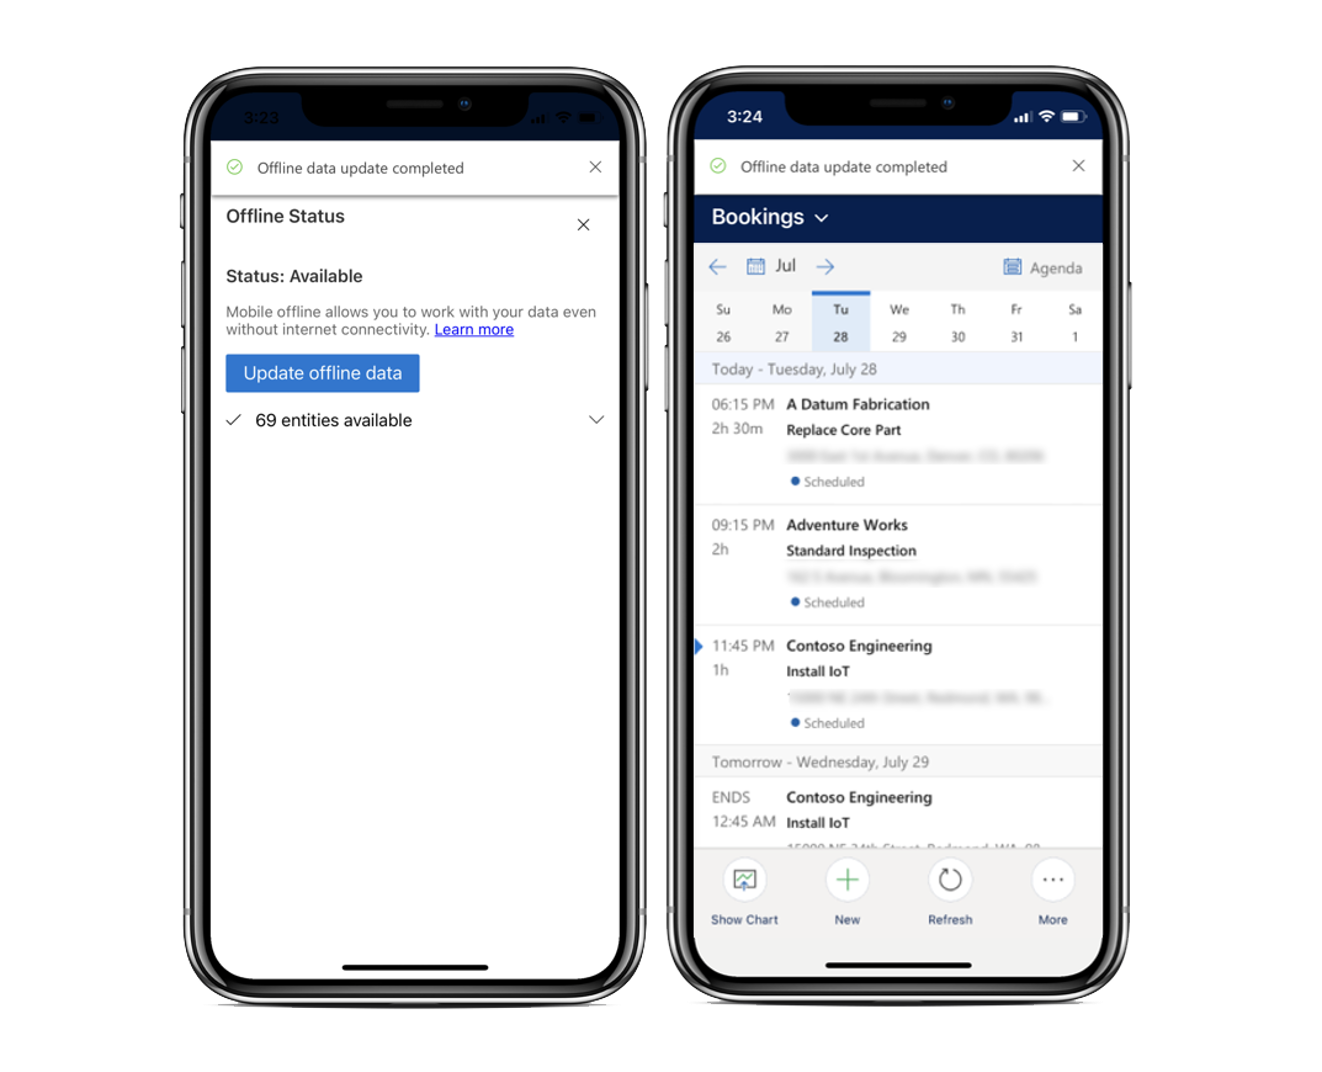 3:23
Offline data update completed
Offline Status
Status: Available
Mobile offline allows you to work with your data even
without internet connectivity. Learn more
Update offline data
69 entities available
3:24
Offline data update completed
Bookings
Jul
Agenda
Su Mo Tu We Th Fr Sa
26 27 28 29 30 31 1
Today - Tuesday, July 28
06:15 PM A Datum Fabrication
2h 30m Replace Core Part
Scheduled
09:15 PM Adventure Works
2h Standard Inspection
Scheduled
11:45 PM Contoso Engineering
1h Install IoT
Scheduled
Tomorrow - Wednesday, July 29
ENDS Contoso Engineering
12:45 AM Install IoT
Show Chart New Refresh More